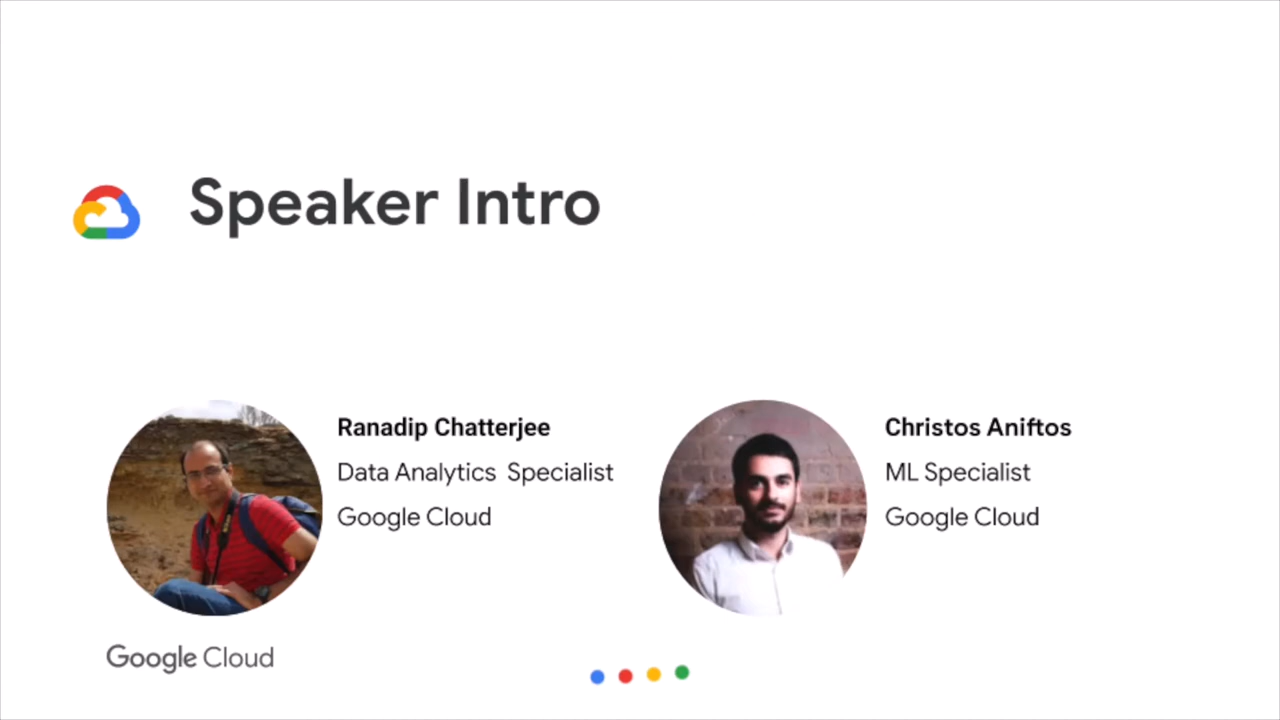 Speaker Intro
Ranadip Chatterjee
Data Analytics Specialist
Google Cloud
Christos Aniftos
ML Specialist
Google Cloud
Google Cloud